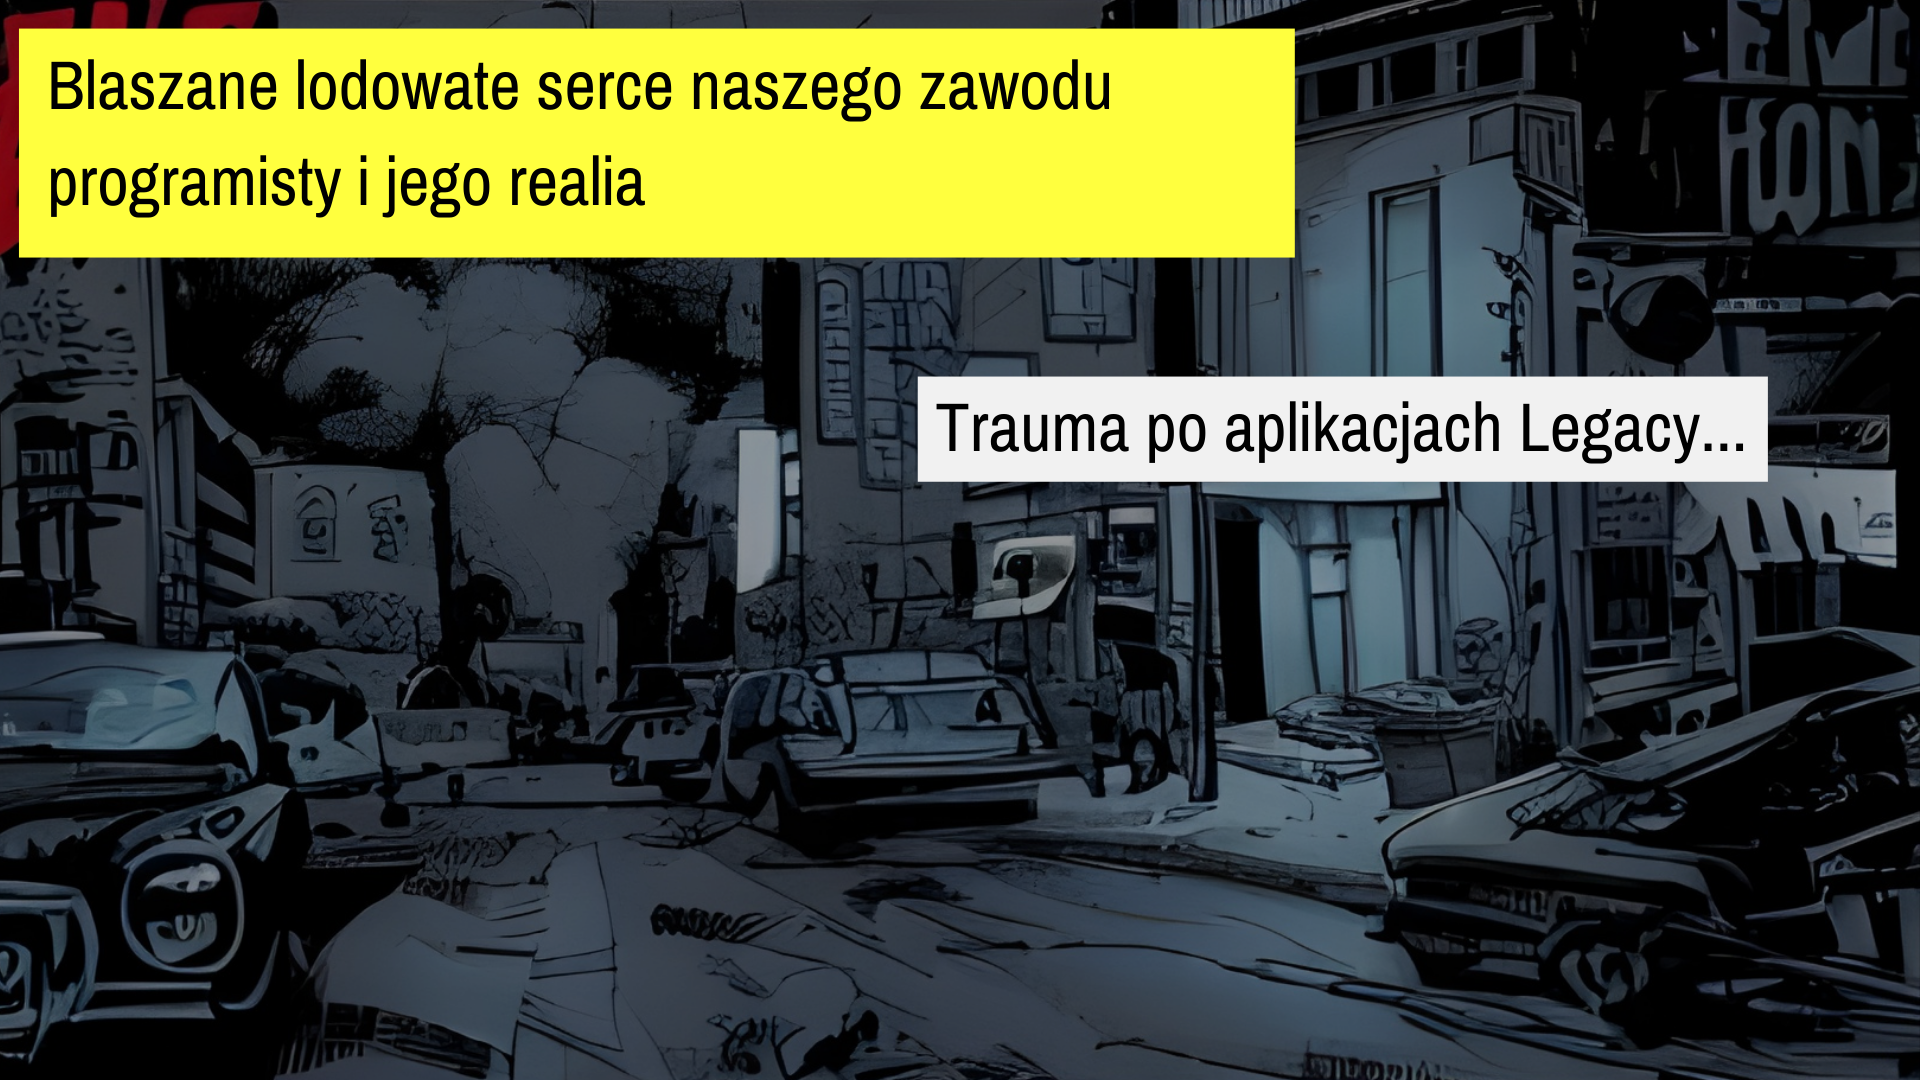 Blaszane lodowate serce naszego zawodu
programisty i jego realia
Trauma po aplikacjach Legacy...